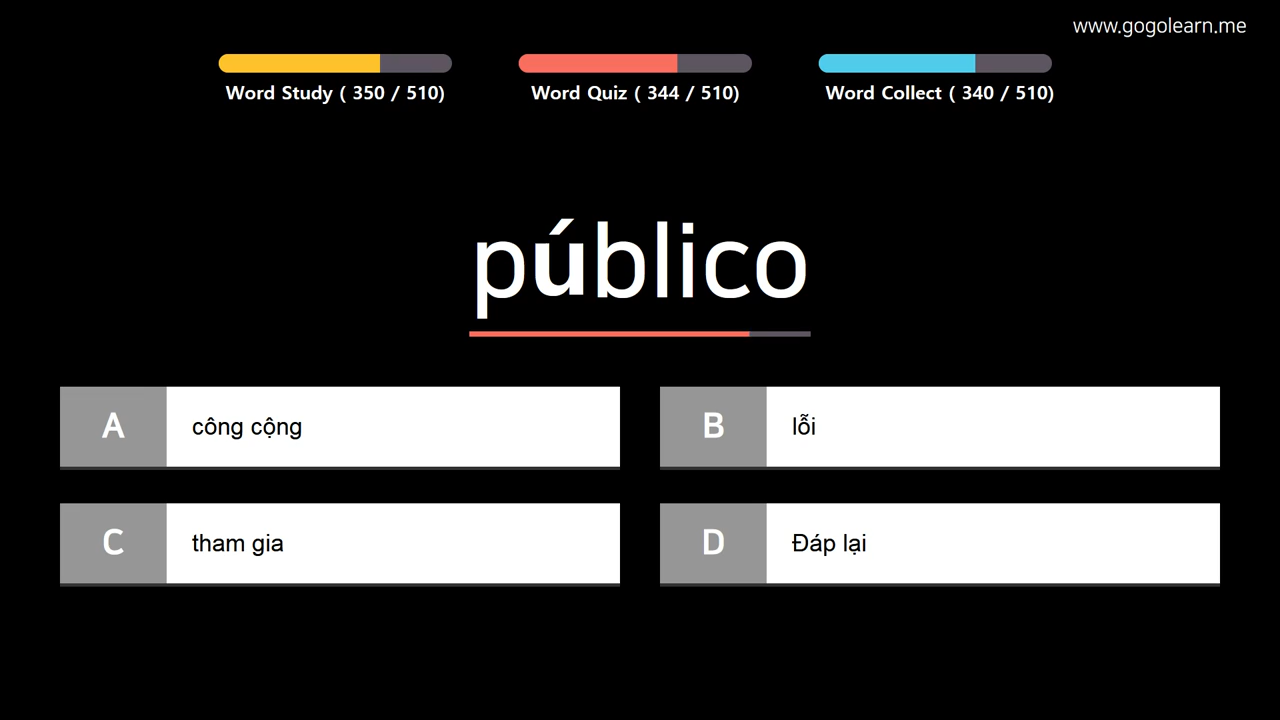 www.gogolearn.me
Word Study ( 350 / 510)
Word Quiz ( 344 / 510)
Word Collect ( 340 / 510)
público
A
công cộng
B
lỗi
C
tham gia
D
Đáp lại